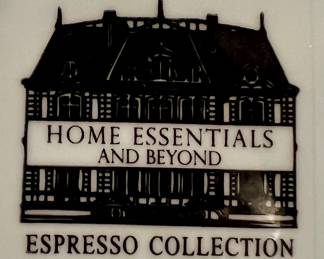 HOME ESSENTIALS
AND BEYOND
ESPRESSO COLLECTION